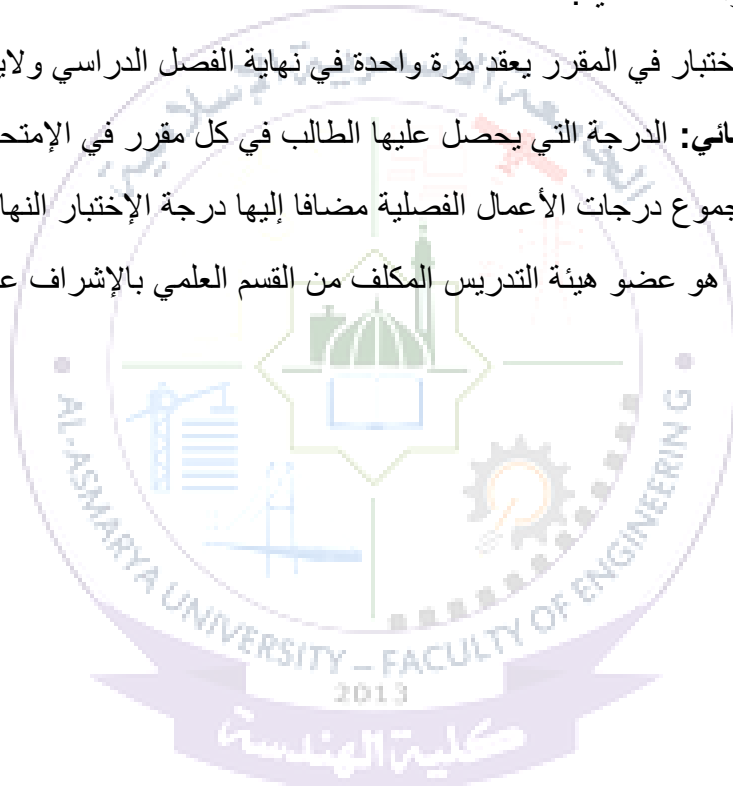 ختبار في المقرر يعقد مرة واحدة في نهاية الفصل الدراسي ولاي
ائي: الدرجة التي يحصل عليها الطالب في كل مقرر في الإمتح
جموع درجات الأعمال الفصلية مضافا إليها درجة الإختبار النها
هو عضو هيئة التدريس المكلف من القسم العلمي بالإشراف ع
AL-ASMARYA UNIVERSITY – FACULTY OF ENGINEERING
2013
كلية الهندسة